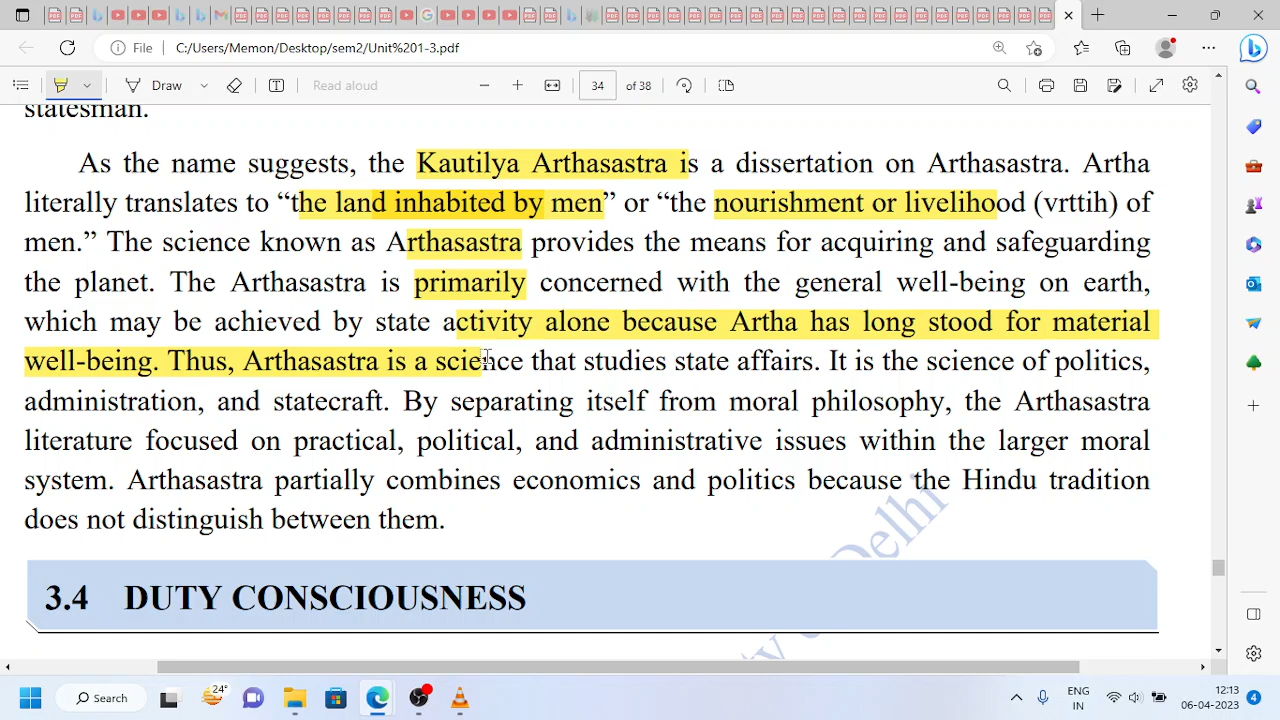 File
C:/Users/Memon/Desktop/sem2/Unit%201-3.pdf
Draw
Read aloud
34 of 38
statesman.
As the name suggests, the Kautilya Arthasastra is a dissertation on Arthasastra. Artha
literally translates to “the land inhabited by men” or “the nourishment or livelihood (vrttih) of
men.” The science known as Arthasastra provides the means for acquiring and safeguarding
the planet. The Arthasastra is primarily concerned with the general well-being on earth,
which may be achieved by state activity alone because Artha has long stood for material
well-being. Thus, Arthasastra is a science that studies state affairs. It is the science of politics,
administration, and statecraft. By separating itself from moral philosophy, the Arthasastra
literature focused on practical, political, and administrative issues within the larger moral
system. Arthasastra partially combines economics and politics because the Hindu tradition
does not distinguish between them.
Delhi
3.4 DUTY CONSCIOUSNESS
24°
Search
ENG
IN
12:13
06-04-2023
4